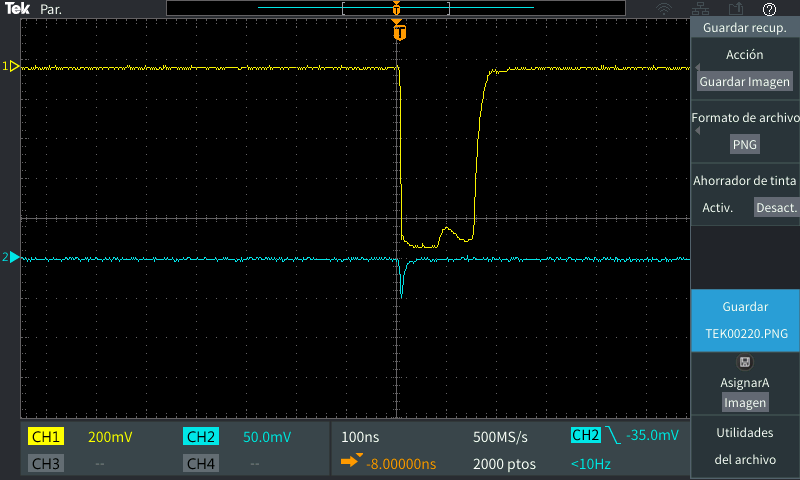 Tek Par.
T
T
1
2
Guardar recup.
Acción
Guardar Imagen
Formato de archivo
PNG
Ahorrador de tinta
Activ. Desact.
Guardar
TEK00220.PNG
AsignarA
Imagen
Utilidades
del archivo
CH1 200mV CH2 50.0mV 100ns 500MS/s CH2 -35.0mV
CH3 -- CH4 -- -8.00000ns 2000 ptos <10Hz